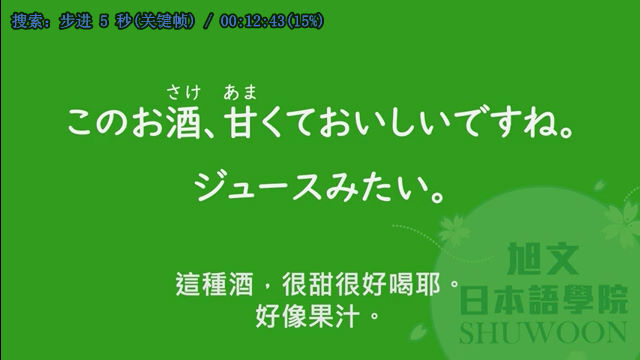 搜索: 步进 5 秒(关键帧) / 00:12:43(15%)
さけ あま
このお酒、甘くておいしいですね。
ジュースみたい。
這種酒，很甜很好喝耶。
好像果汁。
旭文
日本語學院
SHUWOON